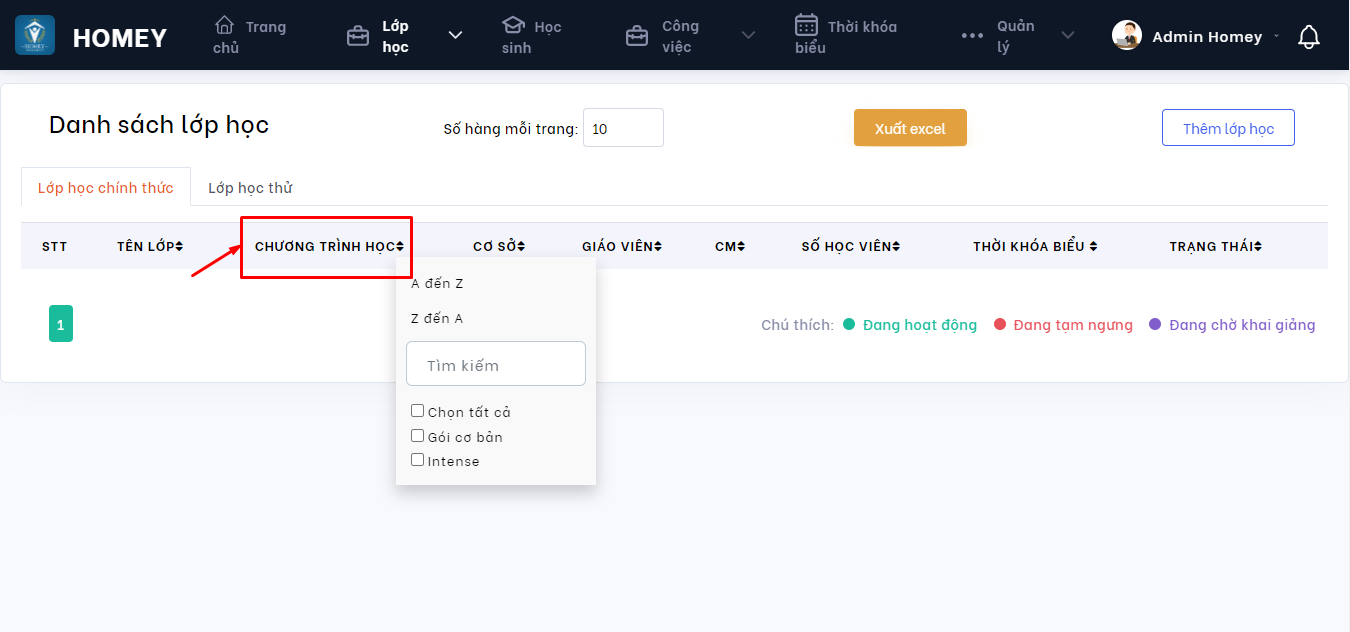 HOMEY
Trang chủ
Lớp học
Học sinh
Công việc
Thời khóa biểu
Quản lý
Admin Homey
Danh sách lớp học
Số hàng mỗi trang: 10
Xuất excel
Thêm lớp học
Lớp học chính thức
Lớp học thử
STT TÊN LỚP CHƯƠNG TRÌNH HỌC CƠ SỞ GIÁO VIÊN CM SỐ HỌC VIÊN THỜI KHÓA BIỂU TRẠNG THÁI
A đến Z
Z đến A
Tìm kiếm
Chọn tất cả
Gói cơ bản
Intense
1
Chú thích: Đang hoạt động Đang tạm ngưng Đang chờ khai giảng